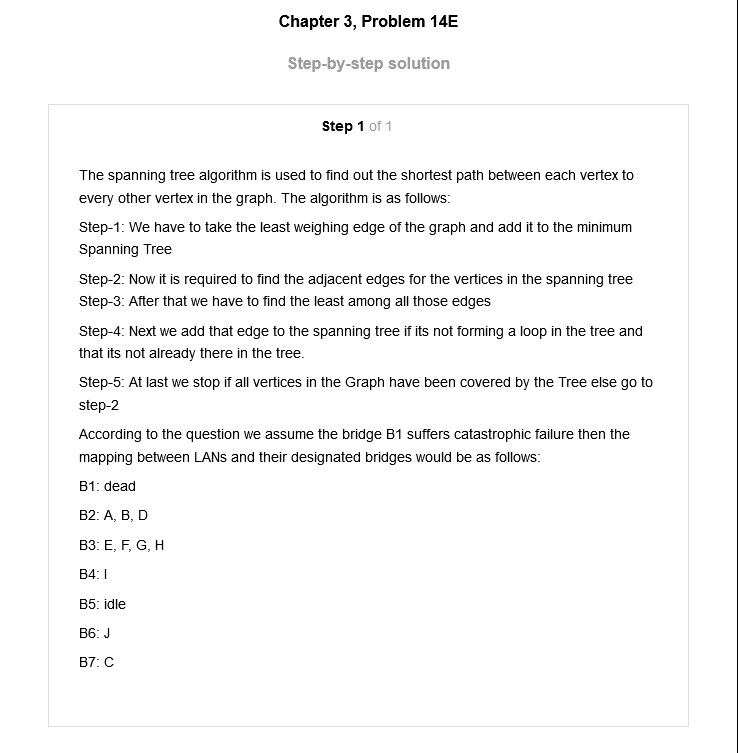 Chapter 3, Problem 14E
Step-by-step solution
Step 1 of 1
The spanning tree algorithm is used to find out the shortest path between each vertex to
every other vertex in the graph. The algorithm is as follows:
Step-1: We have to take the least weighing edge of the graph and add it to the minimum
Spanning Tree
Step-2: Now it is required to find the adjacent edges for the vertices in the spanning tree
Step-3: After that we have to find the least among all those edges
Step-4: Next we add that edge to the spanning tree if its not forming a loop in the tree and
that its not already there in the tree.
Step-5: At last we stop if all vertices in the Graph have been covered by the Tree else go to
step-2
According to the question we assume the bridge B1 suffers catastrophic failure then the
mapping between LANs and their designated bridges would be as follows:
B1: dead
B2: A, B, D
B3: E, F, G, H
B4: I
B5: idle
B6: J
B7: C